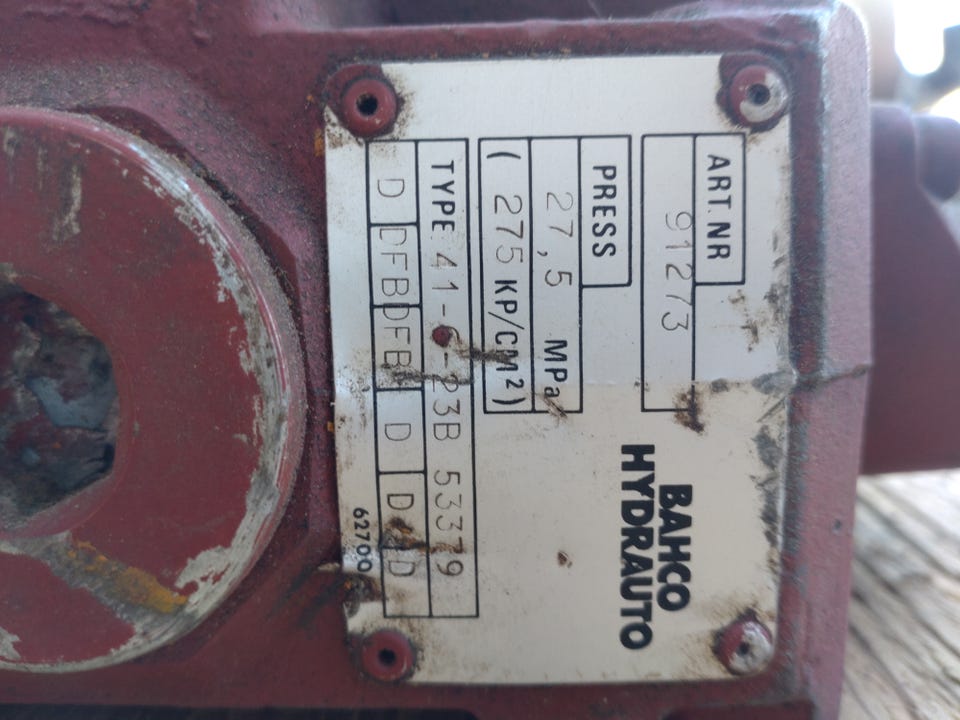 ART.NR
91273
BAHCO
HYDRAUTO
PRESS
27,5 MPa
( 275 KP/CM²)
TYPE 41-6-23B 53379
D DFB DFB D D D
62700